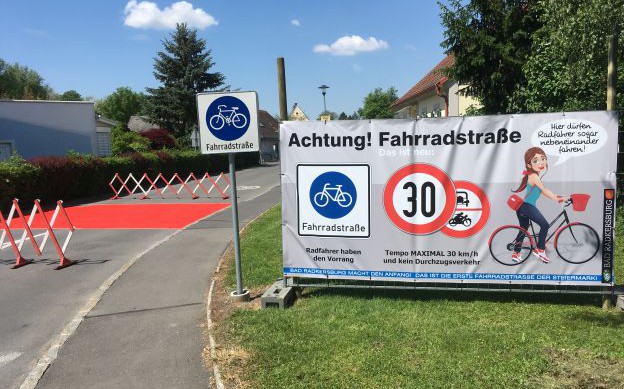 Fahrradstraße
Achtung! Fahrradstraße
Das ist neu:
Hier dürfen
Radfahrer sogar
nebeneinander
fahren!
Fahrradstraße
30
Radfahrer haben
den Vorrang
Tempo MAXIMAL 30 km/h
und kein Durchzugsverkehr
BAD RADKERSBURG
BAD RADKERSBURG MACHT DEN ANFANG! DAS IST DIE ERSTE FAHRRADSTRASSE DER STEIERMARK!